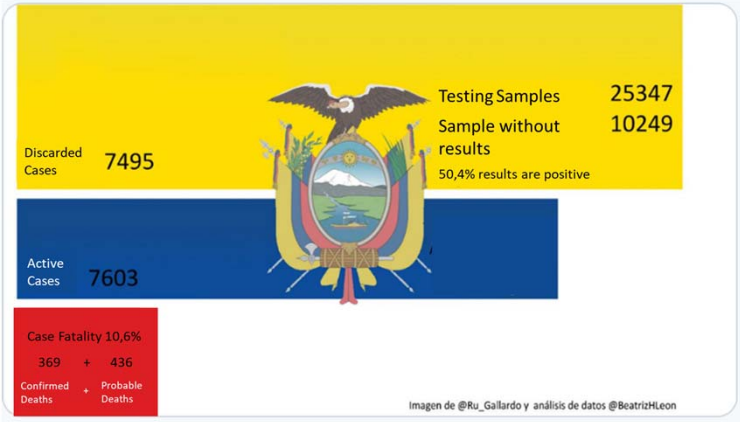 Testing Samples 25347
Sample without 10249
results
50,4% results are positive
Discarded
Cases 7495
Active
Cases 7603
Case Fatality 10,6%
369 + 436
Confirmed + Probable
Deaths Deaths
Imagen de @Ru_Gallardo y análisis de datos @BeatrizHLeon